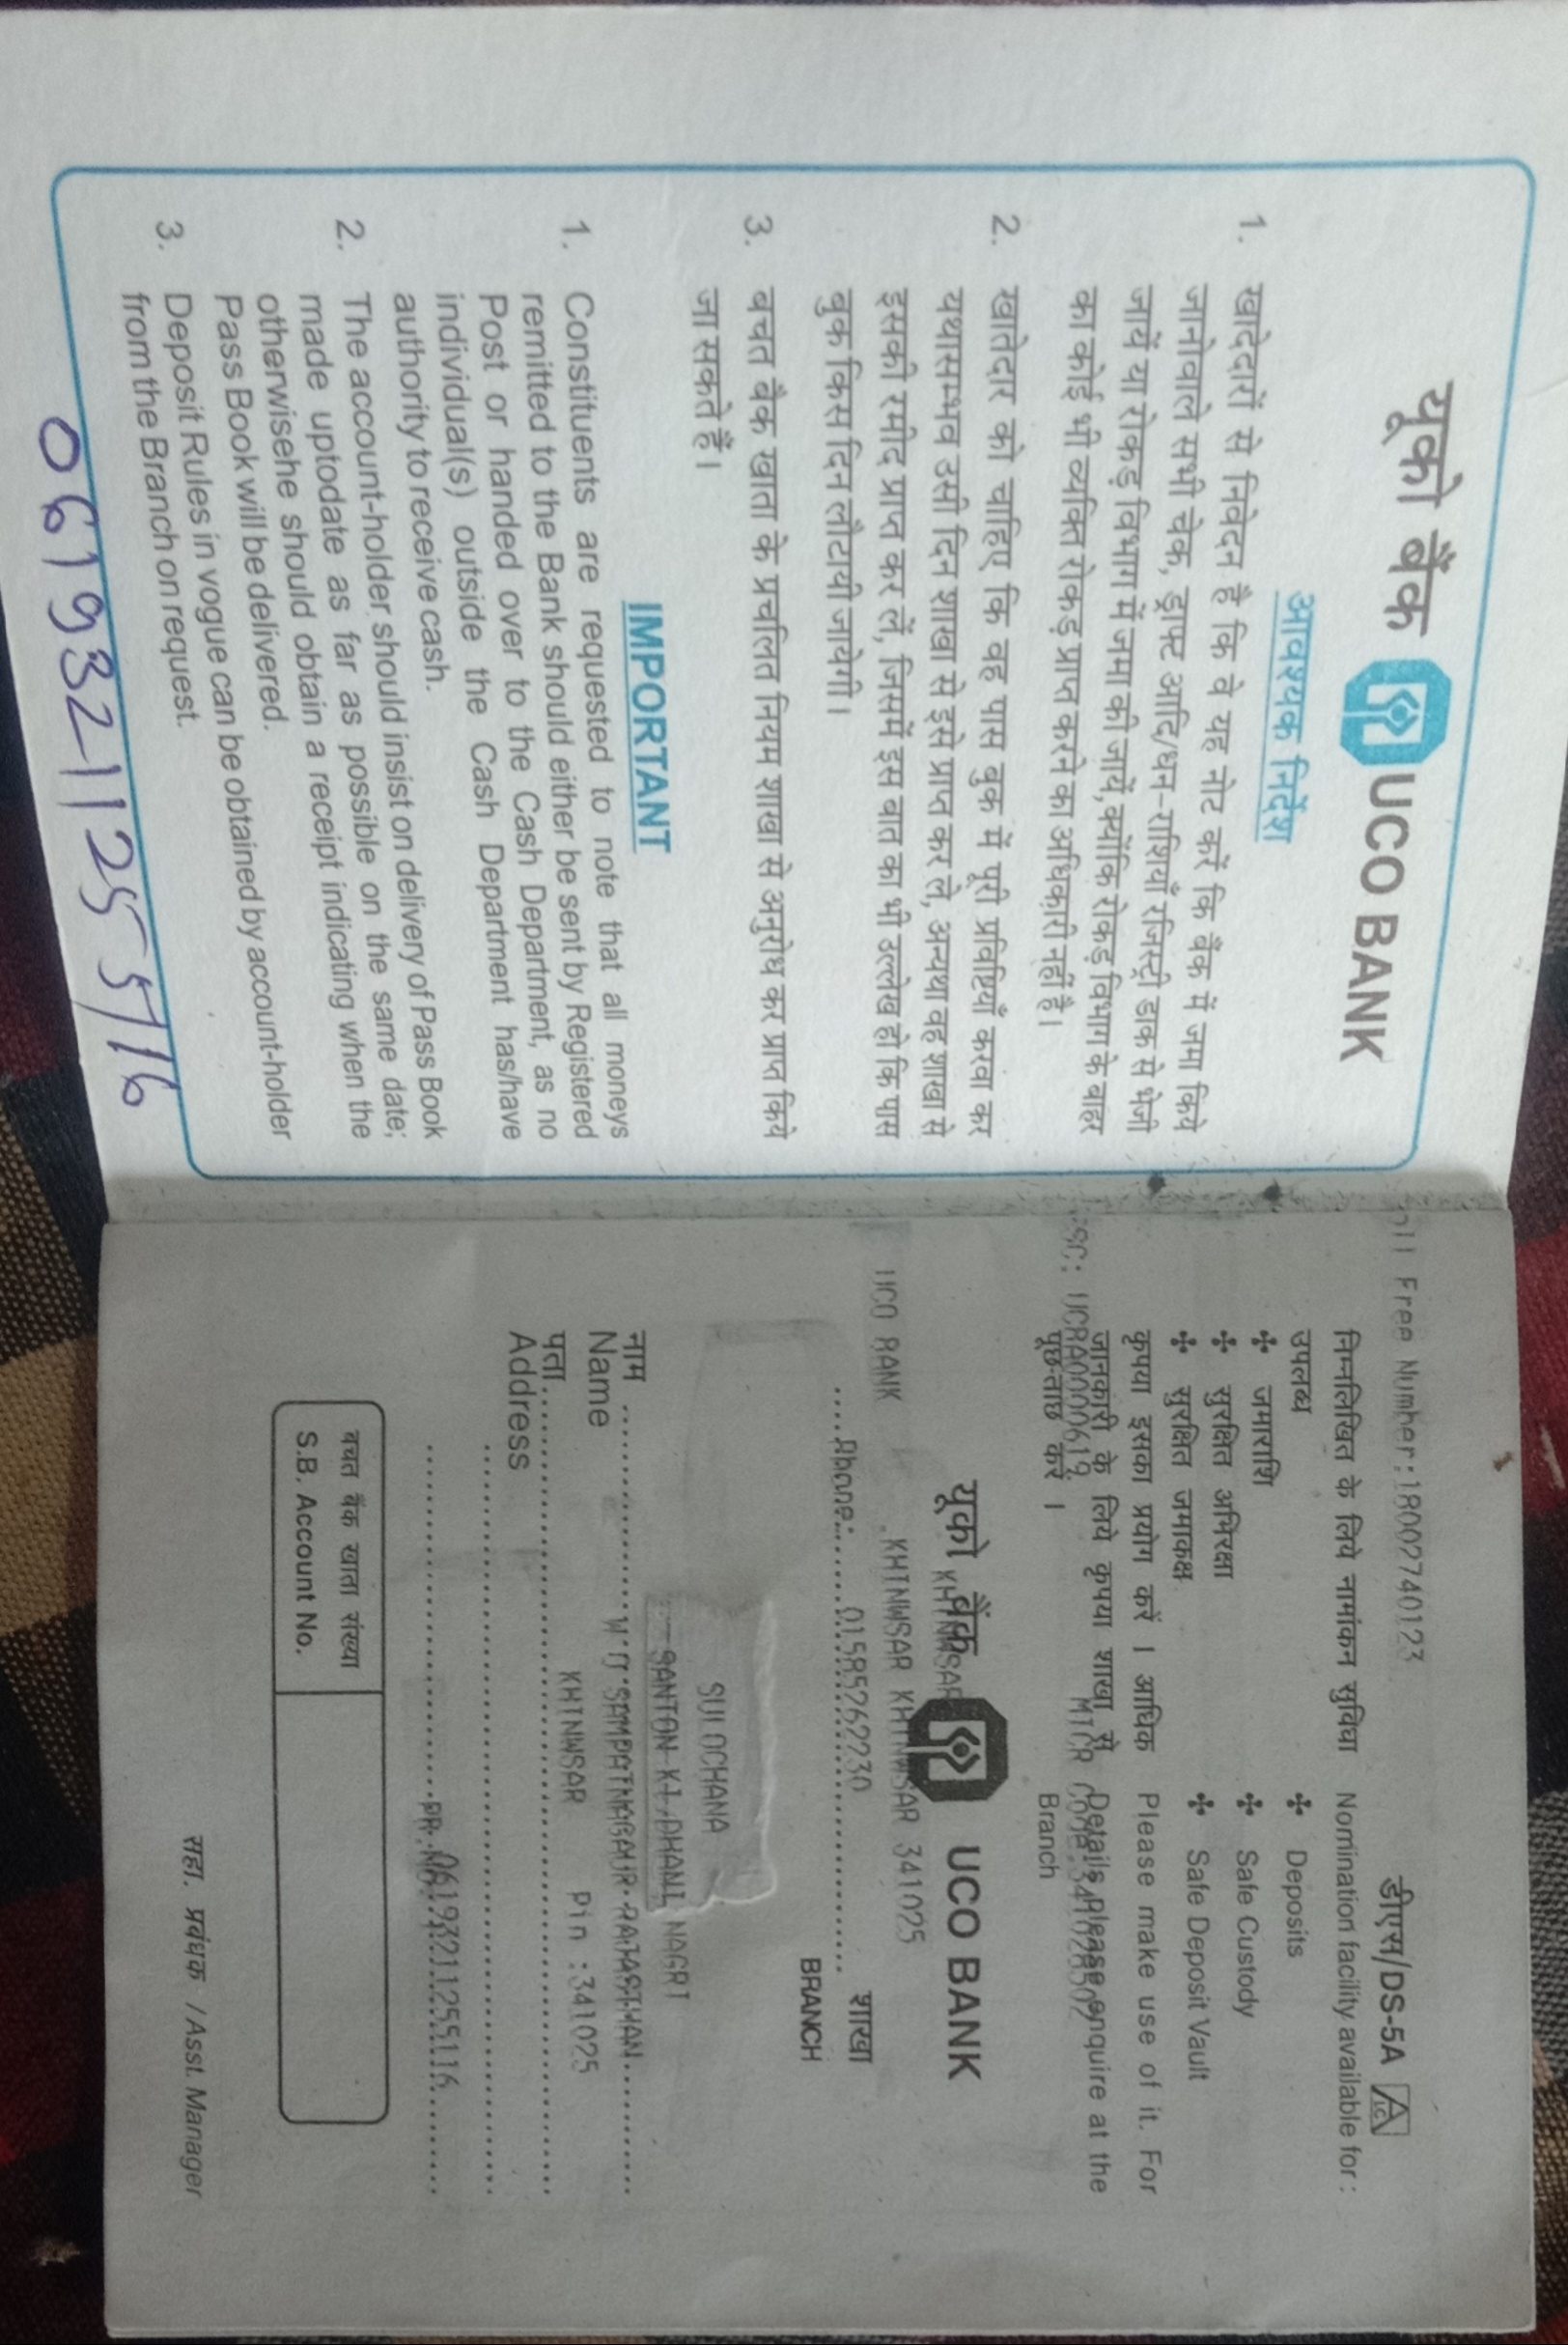 यूको बैंक UCO BANK
आवश्यक निर्देश
1. खादेदारों से निवेदन है कि वे यह नोट करें कि बैंक में जमा किये
जानोवाले सभी चेक, ड्राफ्ट आदि/धन-राशियाँ रजिस्ट्री डाक से भेजी
जायें या रोकड़ विभाग में जमा की जायें, क्योंकि रोकड़ विभाग के बाहर
का कोई भी व्यक्ति रोकड़ प्राप्त करने का अधिकारी नहीं है।
2. खातेदार को चाहिए कि वह पास बुक में पूरी प्रविष्टियाँ करवा कर
यथासम्भव उसी दिन शाखा से इसे प्राप्त कर ले, अन्यथा वह शाखा से
इसकी रसीद प्राप्त कर लें, जिसमें इस बात का भी उल्लेख हो कि पास
बुक किस दिन लौटायी जायेगी।
3. बचत बैंक खाता के प्रचलित नियम शाखा से अनुरोध कर प्राप्त किये
जा सकते हैं।
IMPORTANT
1. Constituents are requested to note that all moneys
remitted to the Bank should either be sent by Registered
Post or handed over to the Cash Department, as no
individual(s) outside the Cash Department has/have
authority to receive cash.
2. The account-holder should insist on delivery of Pass Book
made uptodate as far as possible on the same date;
otherwisehe should obtain a receipt indicating when the
Pass Book will be delivered.
3. Deposit Rules in vogue can be obtained by account-holder
from the Branch on request.
06193211255116
Free Number:18002740123
डीएस/DS-5A
निम्नलिखित के लिये नामांकन सुविधा
उपलब्ध
✣ जमाराशि
✣ सुरक्षित अभिरक्षा
✣ सुरक्षित जमाकक्ष
कृपया इसका प्रयोग करें । आधिक
जानकारी के लिये कृपया शाखा से
पूछ-ताछ करें ।
Nomination facility available for :
✣ Deposits
✣ Safe Custody
✣ Safe Deposit Vault
Please make use of it. For
Details please enquire at the
Branch
UCBA0000619
MICR
यूको बैंक UCO BANK
KHINWSAR
UCO BANK KHINWSAR KHINWSAR 341025
Phone: 01585262230 शाखा
BRANCH
SULOCHANA
SANTON KI DHANI NAGRI
नाम
Name W O SAMPATNAGAUR RAJASTHAN
पता KHINWSAR Pin :341025
Address
06193211255116
बचत बैंक खाता संख्या
S.B. Account No.
सहा. प्रबंधक /Asst. Manager